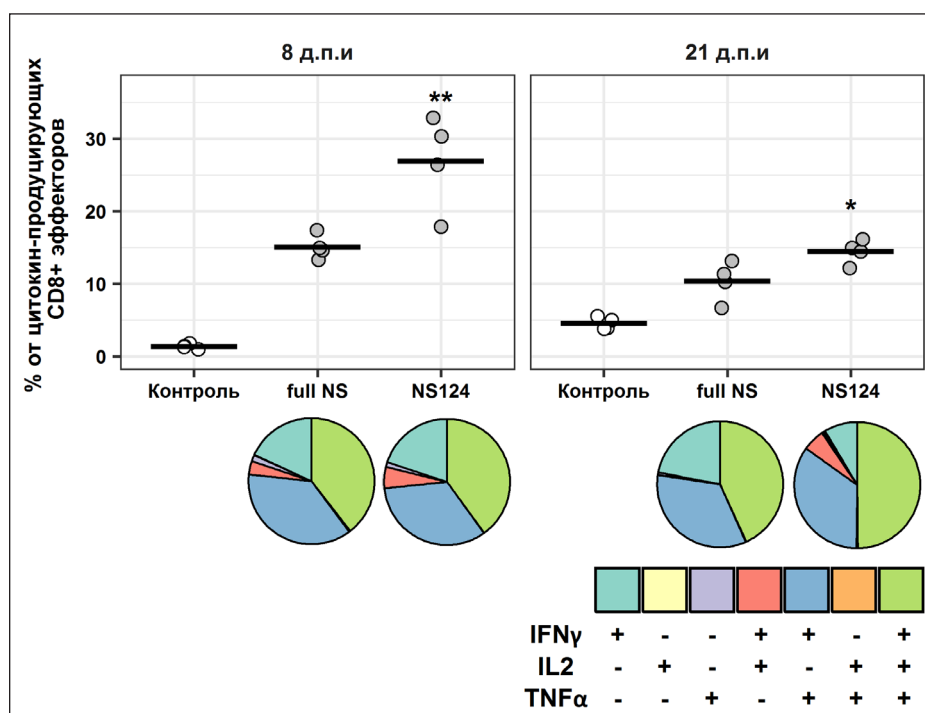 8 д.п.и
21 д.п.и
% от цитокин-продуцирующих
CD8+ эффекторов
30
20
10
0
**
*
Контроль full NS NS124
Контроль full NS NS124
IFNγ + - - + + - +
IL2 - + - + - + +
TNFα - - + - + + +